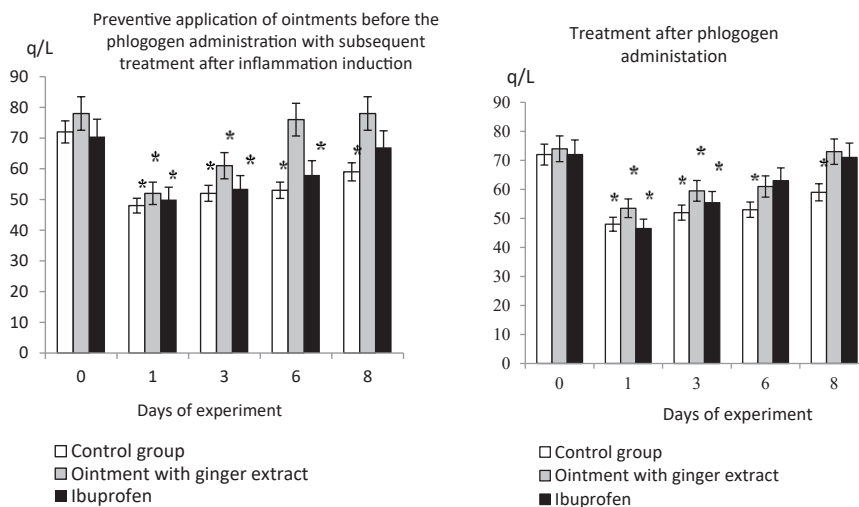 Preventive application of ointments before the
phlogogen administration with subsequent
treatment after inflammation induction
q/L
90
80
70
60
50
40
30
20
10
0
* * *
* * *
* *
*
0 1 3 6 8
Days of experiment
Control group
Ointment with ginger extract
Ibuprofen
Treatment after phlogogen
administation
q/L
90
80
70
60
50
40
30
20
10
0
* * *
* * *
*
*
0 1 3 6 8
Days of experiment
Control group
Ointment with ginger extract
Ibuprofen